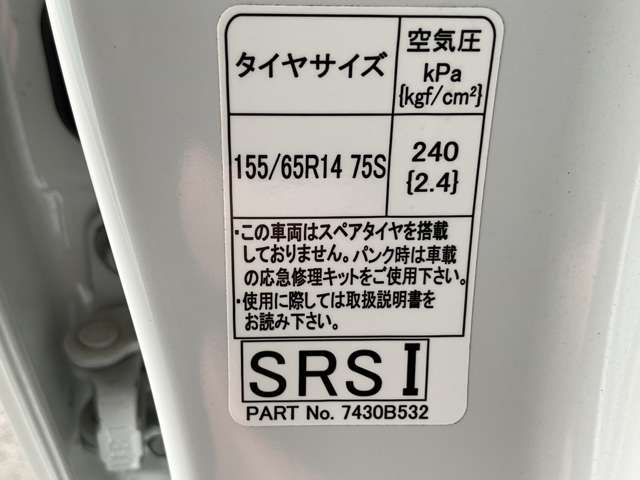 タイヤサイズ
空気圧
kPa
{kgf/cm²}
155/65R14 75S
240
{2.4}
・この車両はスペアタイヤを搭載
しておりません。パンク時は車載
の応急修理キットをご使用下さい。
・使用に際しては取扱説明書を
お読み下さい。
SRS I
PART No. 7430B532